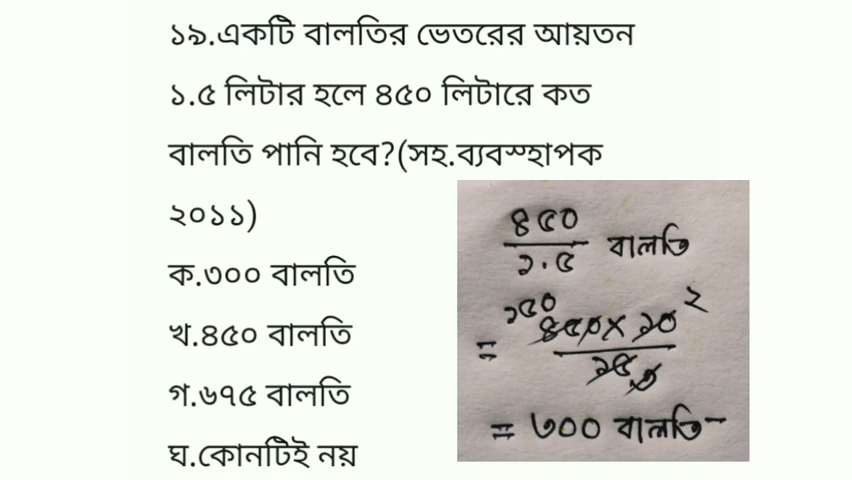 ১৯.একটি বালতির ভেতরের আয়তন
১.৫ লিটার হলে ৪৫০ লিটারে কত
বালতি পানি হবে?(সহ.ব্যবস্হাপক
২০১১)
ক.৩০০ বালতি
খ.৪৫০ বালতি
গ.৬৭৫ বালতি
ঘ.কোনটিই নয়
৪৫০
১.৫ বালতি
১৫০ ২
= ৪৫০×১০
১৫ ৩
= ৩০০ বালতি